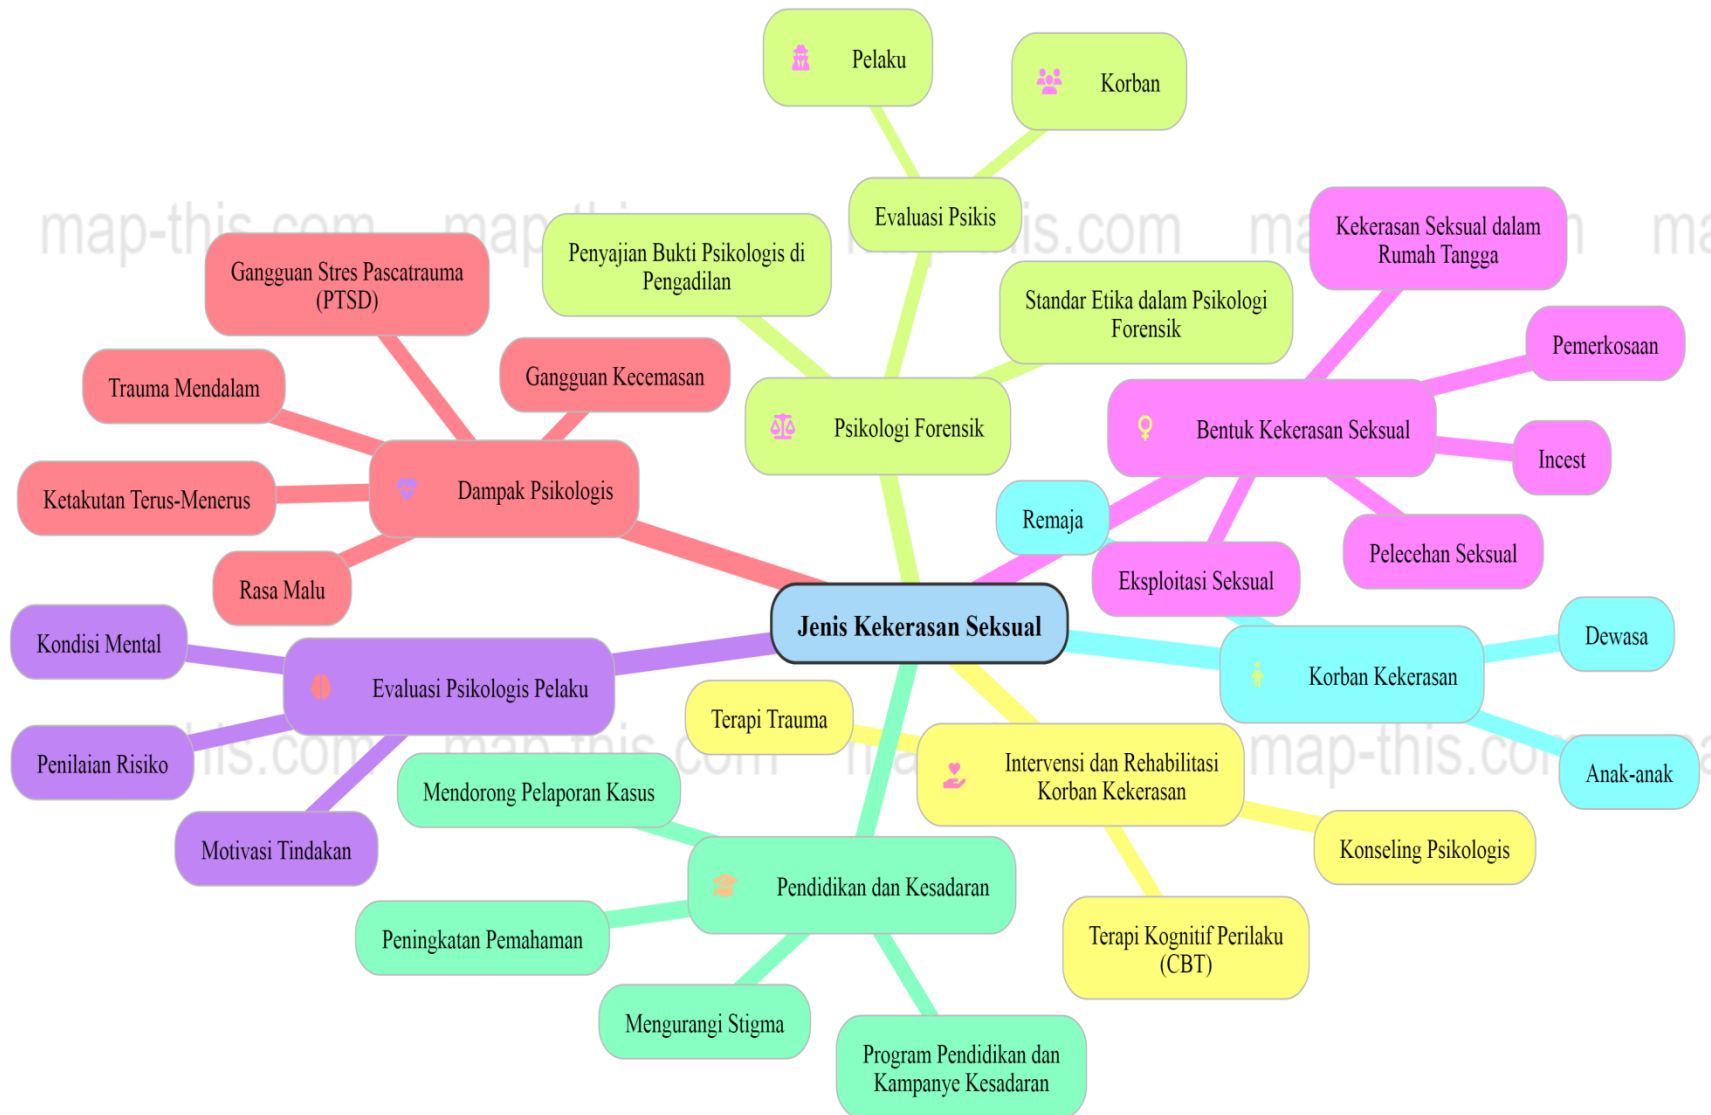 Pelaku
Korban
Evaluasi Psikis
Penyajian Bukti Psikologis di
Pengadilan
Standar Etika dalam Psikologi
Forensik
Psikologi Forensik
Kekerasan Seksual dalam
Rumah Tangga
Pemerkosaan
Incest
Pelecehan Seksual
Eksploitasi Seksual
Bentuk Kekerasan Seksual
Gangguan Stres Pascatrauma
(PTSD)
Gangguan Kecemasan
Trauma Mendalam
Ketakutan Terus-Menerus
Rasa Malu
Dampak Psikologis
Jenis Kekerasan Seksual
Remaja
Dewasa
Anak-anak
Korban Kekerasan
Kondisi Mental
Penilaian Risiko
Motivasi Tindakan
Evaluasi Psikologis Pelaku
Terapi Trauma
Intervensi dan Rehabilitasi
Korban Kekerasan
Konseling Psikologis
Terapi Kognitif Perilaku
(CBT)
Mendorong Pelaporan Kasus
Pendidikan dan Kesadaran
Peningkatan Pemahaman
Mengurangi Stigma
Program Pendidikan dan
Kampanye Kesadaran
map-this.com